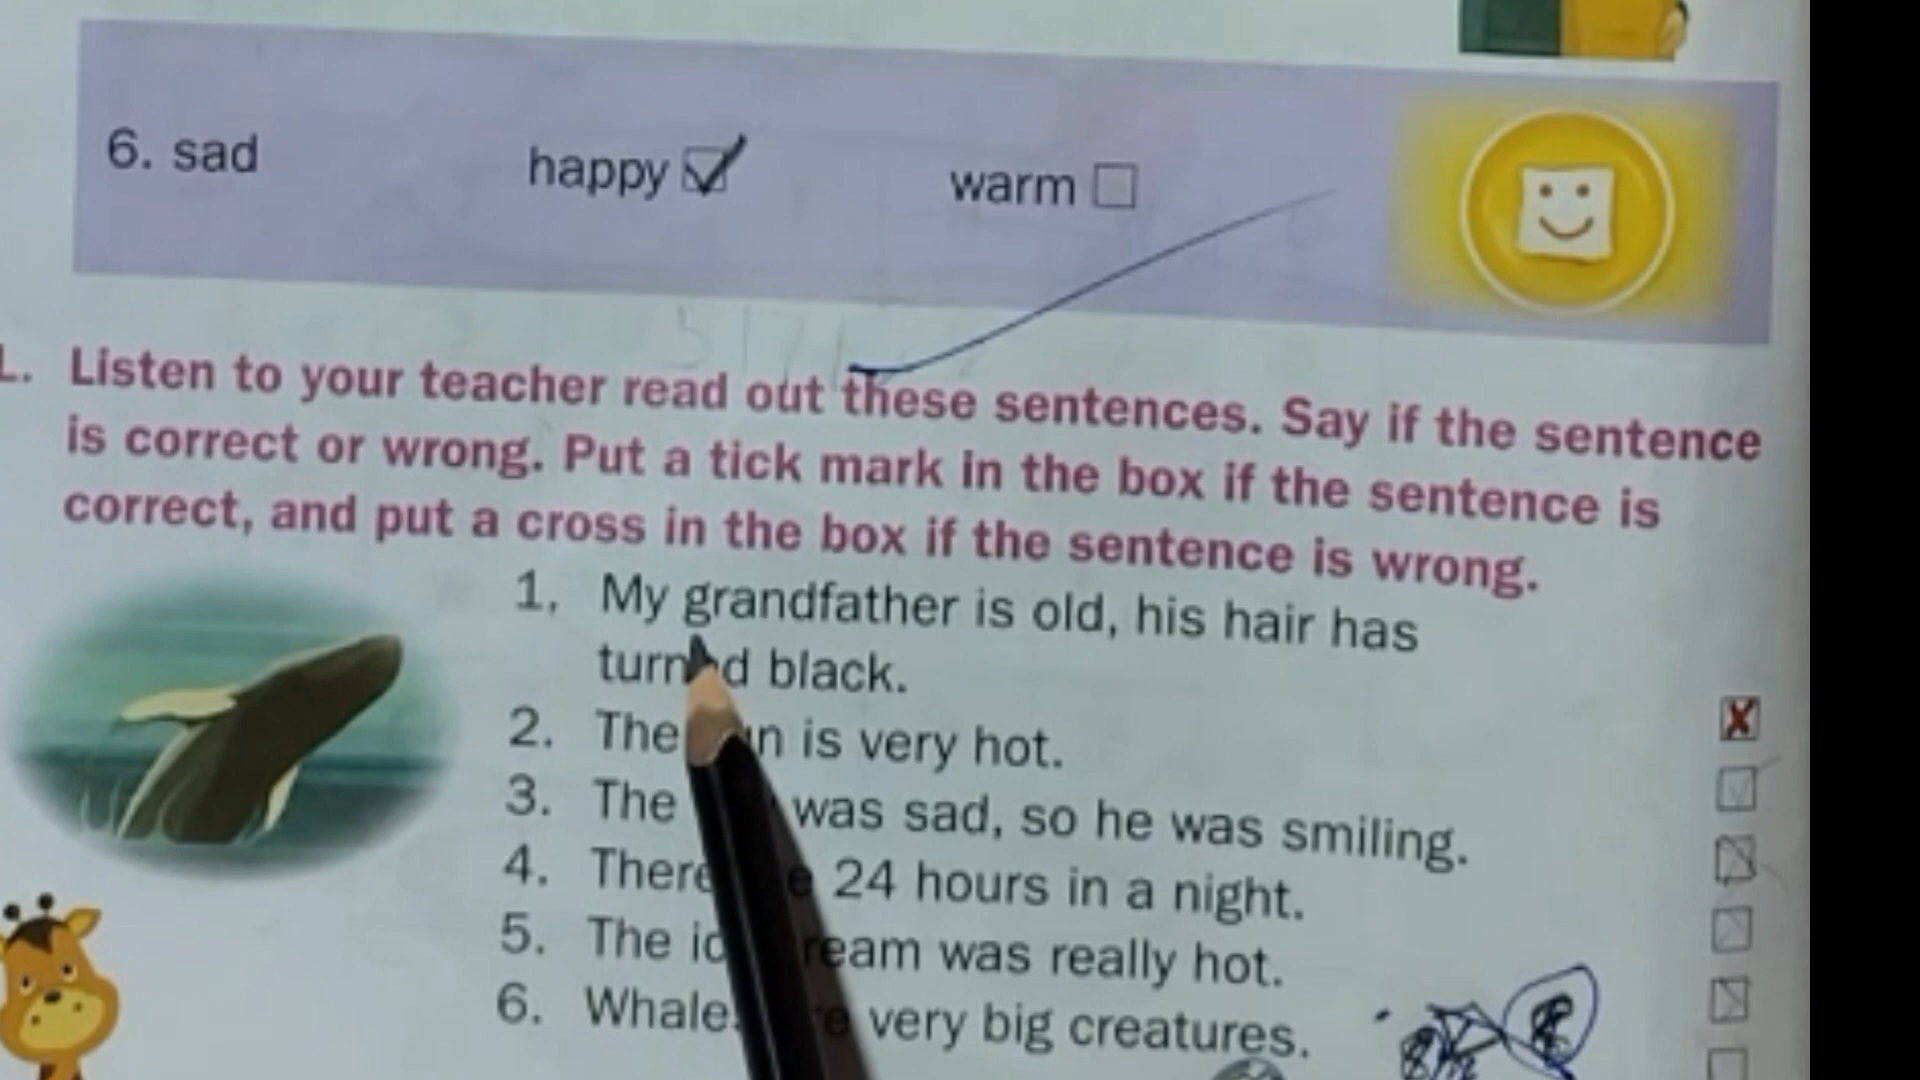 6. sad happy warm
L. Listen to your teacher read out these sentences. Say if the sentence
is correct or wrong. Put a tick mark in the box if the sentence is
correct, and put a cross in the box if the sentence is wrong.
1. My grandfather is old, his hair has
turned black.
2. The is very hot.
3. The was sad, so he was smiling.
4. There 24 hours in a night.
5. The was really hot.
6. very big creatures.